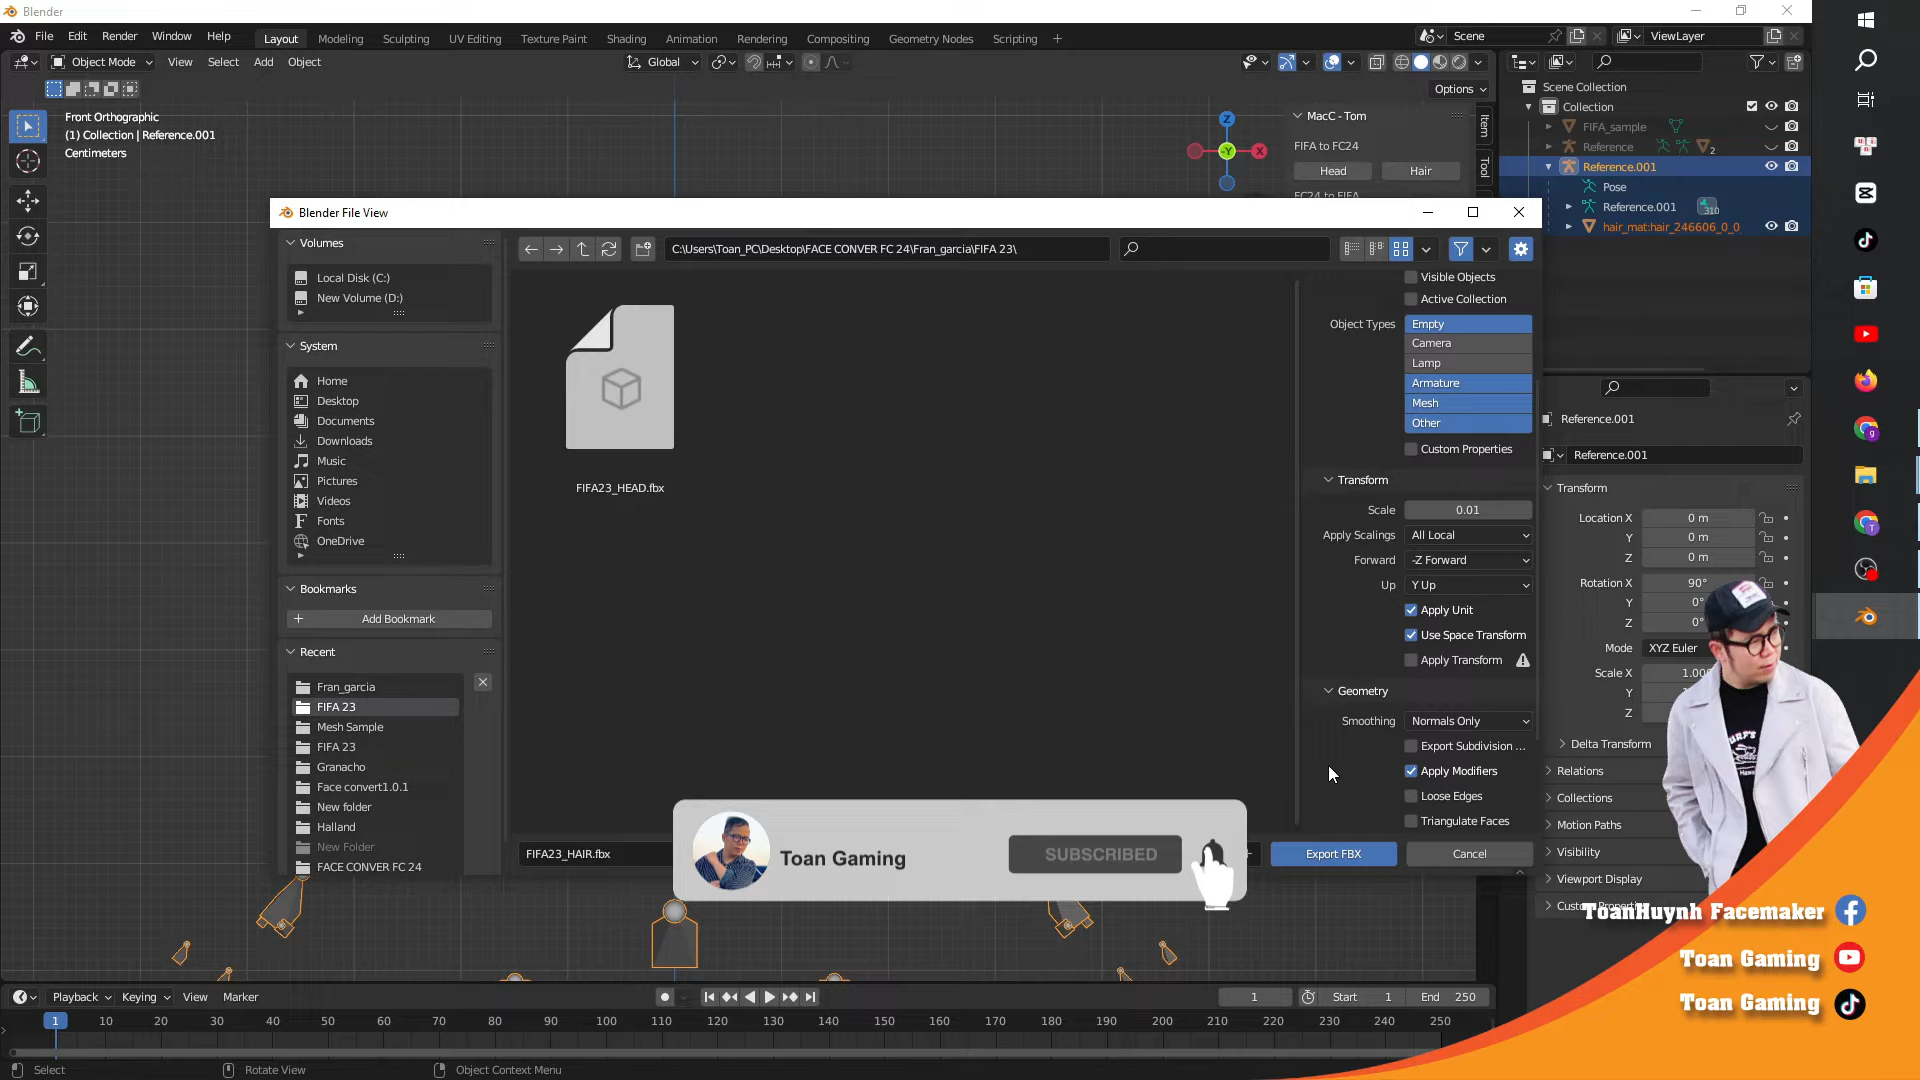 Blender
File Edit Render Window Help Layout Modeling Sculpting UV Editing Texture Paint Shading Animation Rendering Compositing Geometry Nodes Scripting + Scene ViewLayer
Object Mode View Select Add Object Global
Options
Front Orthographic
(1) Collection | Reference.001
Centimeters
Z
-Y
X
MacC - Tom
FIFA to FC24
Head Hair
Item
Tool
Scene Collection
Collection
FIFA_sample
Reference 2
Reference.001
Pose
Reference.001 310
hair_mat:hair_246606_0_0
Blender File View
C:\Users\Toan_PC\Desktop\FACE CONVER FC 24\Fran_garcia\FIFA 23\
Volumes
Local Disk (C:)
New Volume (D:)
System
Home
Desktop
Documents
Downloads
Music
Pictures
Videos
Fonts
OneDrive
Bookmarks
Add Bookmark
Recent
Fran_garcia
FIFA 23
Mesh Sample
FIFA 23
Granacho
Face convert1.0.1
New folder
Halland
New Folder
FACE CONVER FC 24
FIFA23_HEAD.fbx
Visible Objects
Active Collection
Object Types Empty
Camera
Lamp
Armature
Mesh
Other
Custom Properties
Transform
Scale 0.01
Apply Scalings All Local
Forward -Z Forward
Up Y Up
Apply Unit
Use Space Transform
Apply Transform
Geometry
Smoothing Normals Only
Export Subdivision ...
Apply Modifiers
Loose Edges
Triangulate Faces
FIFA23_HAIR.fbx
Export FBX Cancel
Toan Gaming SUBSCRIBED
Reference.001
Reference.001
Transform
Location X 0 m
Y 0 m
Z 0 m
Rotation X 90°
Y 0°
Z 0°
Mode XYZ Euler
Scale X
Y
Z
Delta Transform
Relations
Collections
Motion Paths
Visibility
Viewport Display
ToanHuynh Facemaker
Toan Gaming
Toan Gaming
Playback Keying View Marker 1 Start 1 End 250
1 10 20 30 40 50 60 70 80 90 100 110 120 130 140 150 160 170 180 190 200 210 220 230 240 250
Select Rotate View Object Context Menu